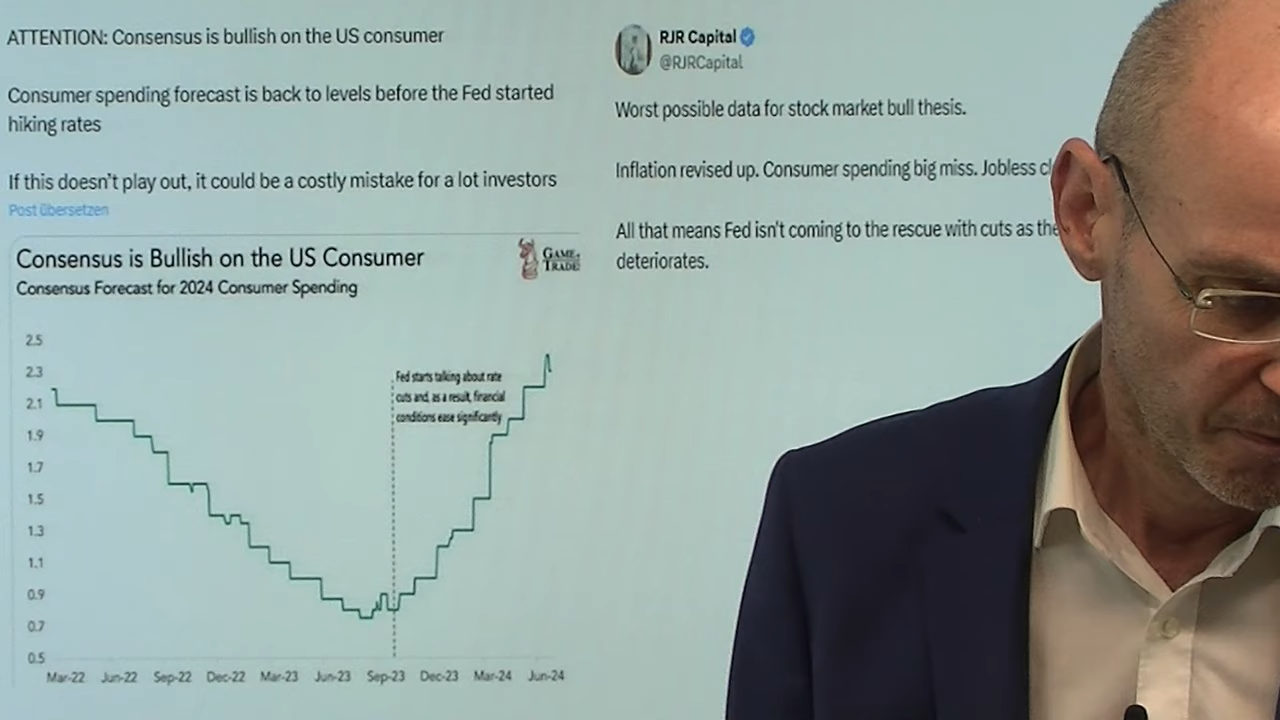 ATTENTION: Consensus is bullish on the US consumer
Consumer spending forecast is back to levels before the Fed started
hiking rates
If this doesn't play out, it could be a costly mistake for a lot investors
Post übersetzen
Consensus is Bullish on the US Consumer
Consensus Forecast for 2024 Consumer Spending
GAME of
TRADES
2.5
2.3
2.1
1.9
1.7
1.5
1.3
1.1
0.9
0.7
0.5
Fed starts talking about rate
cuts and, as a result, financial
conditions ease significantly
Mar-22 Jun-22 Sep-22 Dec-22 Mar-23 Jun-23 Sep-23 Dec-23 Mar-24 Jun-24
RJR Capital
@RJRCapital
Worst possible data for stock market bull thesis.
Inflation revised up. Consumer spending big miss. Jobless
All that means Fed isn't coming to the rescue with cuts as the
deteriorates.